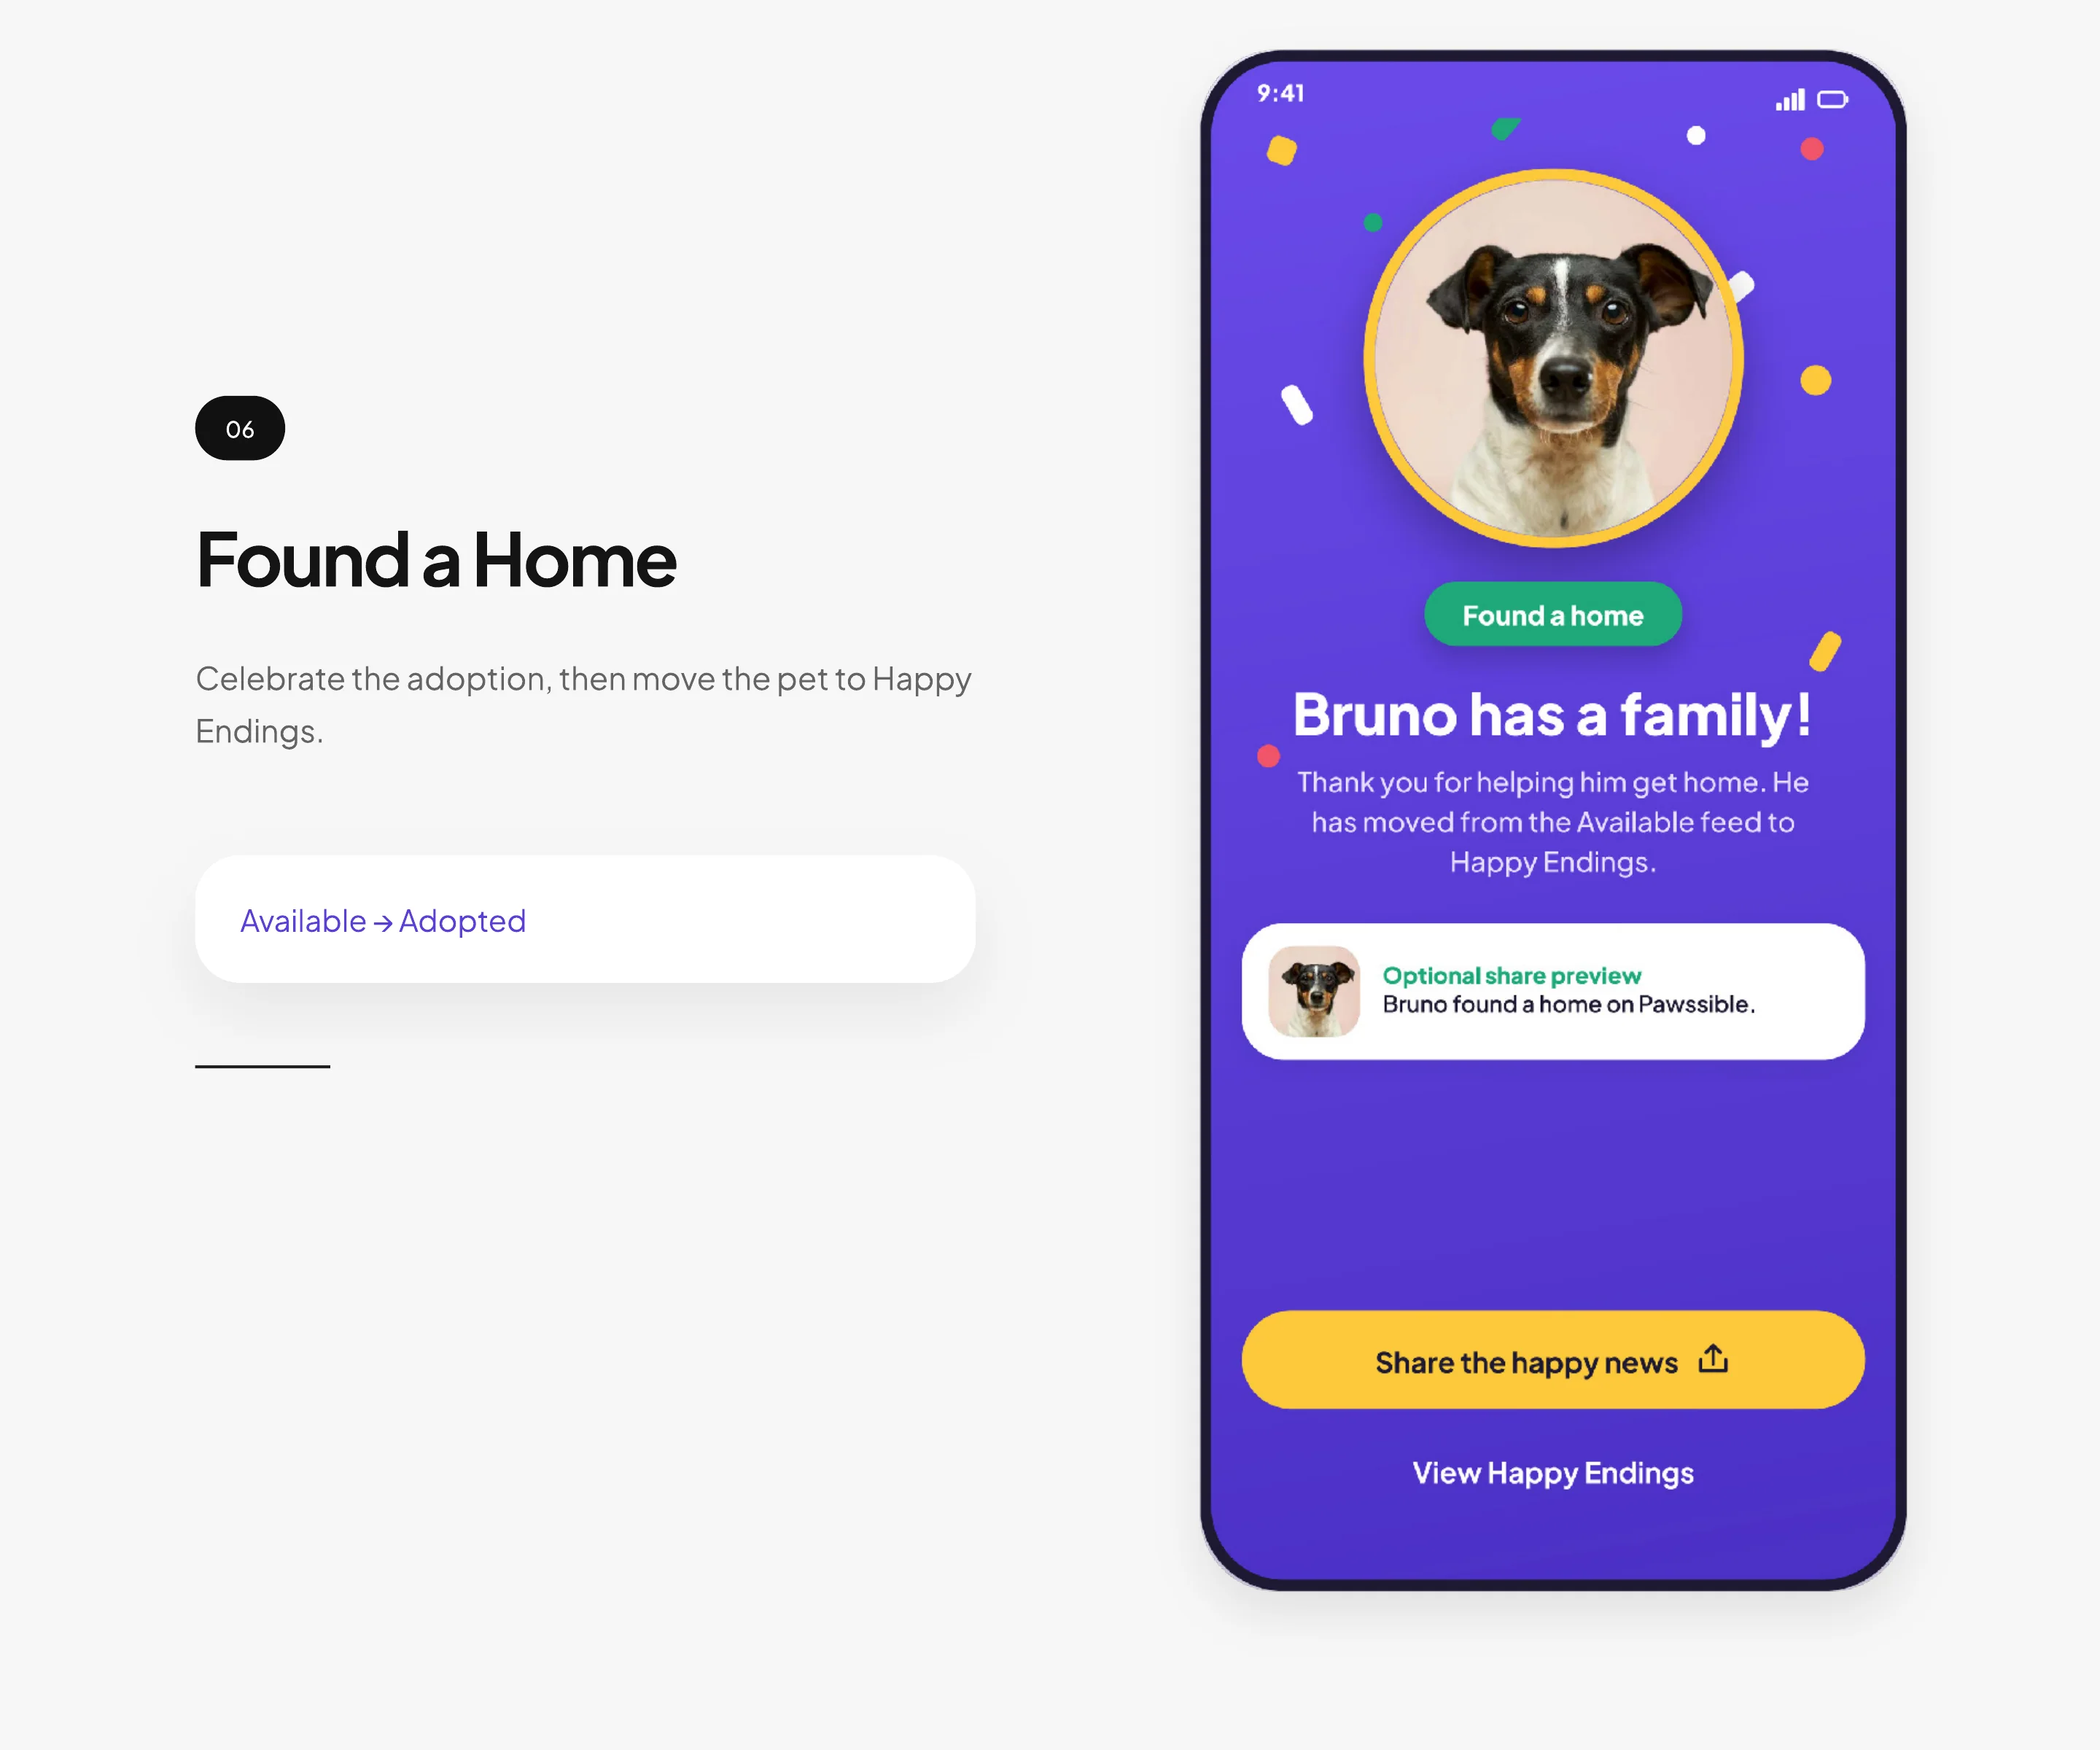 06
Found a Home
Celebrate the adoption, then move the pet to Happy
Endings.
Available → Adopted
9:41
Found a home
Bruno has a family!
Thank you for helping him get home. He
has moved from the Available feed to
Happy Endings.
Optional share preview
Bruno found a home on Pawssible.
Share the happy news
View Happy Endings